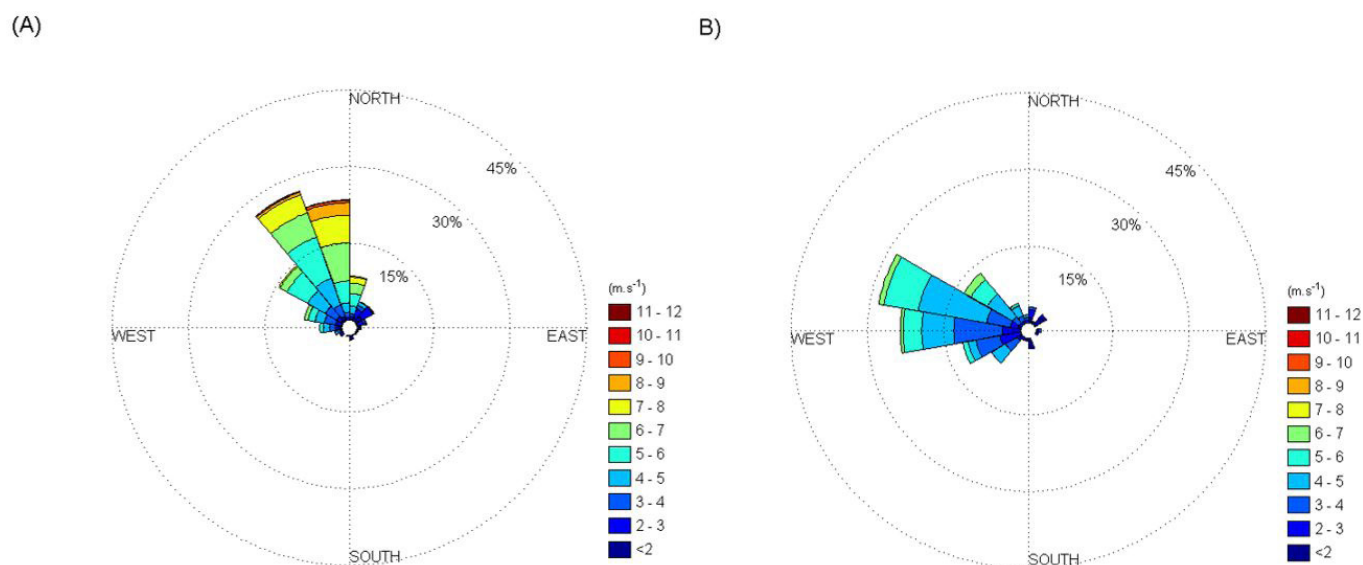 (A)
NORTH
45%
30%
15%
WEST
EAST
SOUTH
(m.s⁻¹)
11 - 12
10 - 11
9 - 10
8 - 9
7 - 8
6 - 7
5 - 6
4 - 5
3 - 4
2 - 3
<2
B)
NORTH
45%
30%
15%
WEST
EAST
SOUTH
(m.s⁻¹)
11 - 12
10 - 11
9 - 10
8 - 9
7 - 8
6 - 7
5 - 6
4 - 5
3 - 4
2 - 3
<2